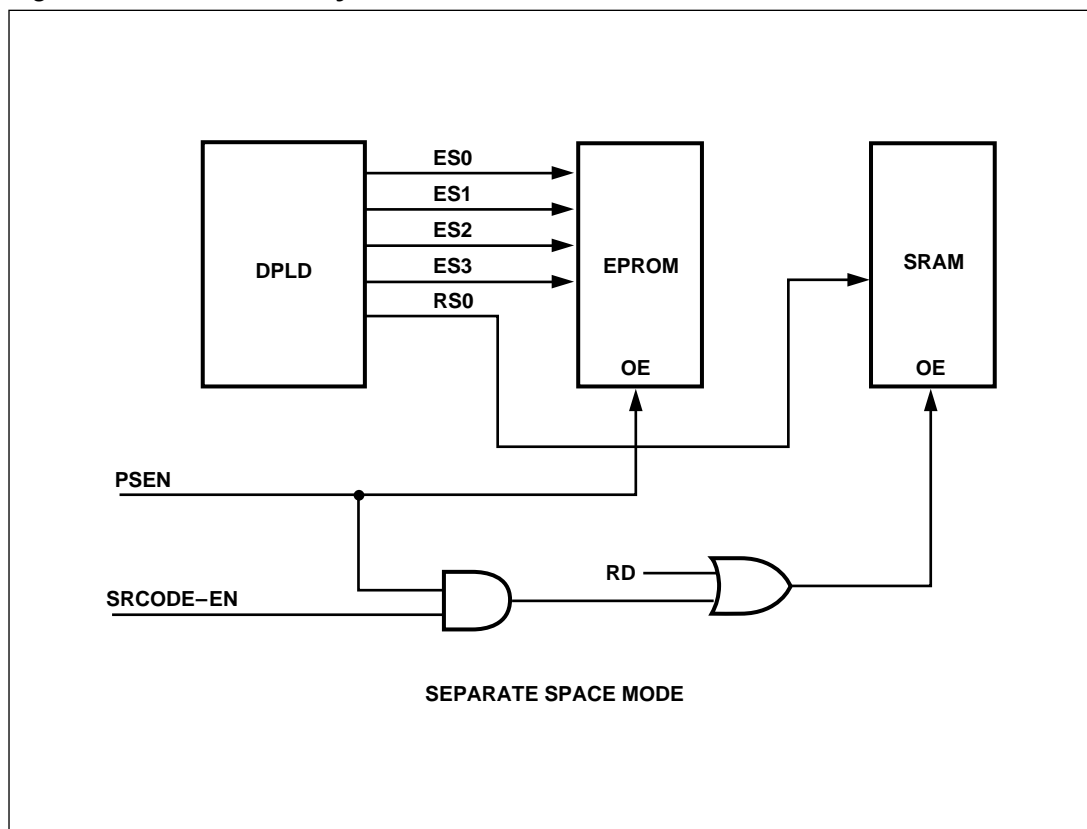 ES0
ES1
ES2
ES3
RS0
DPLD
EPROM
SRAM
OE
OE
PSEN
RD
SRCODE–EN
SEPARATE SPACE MODE